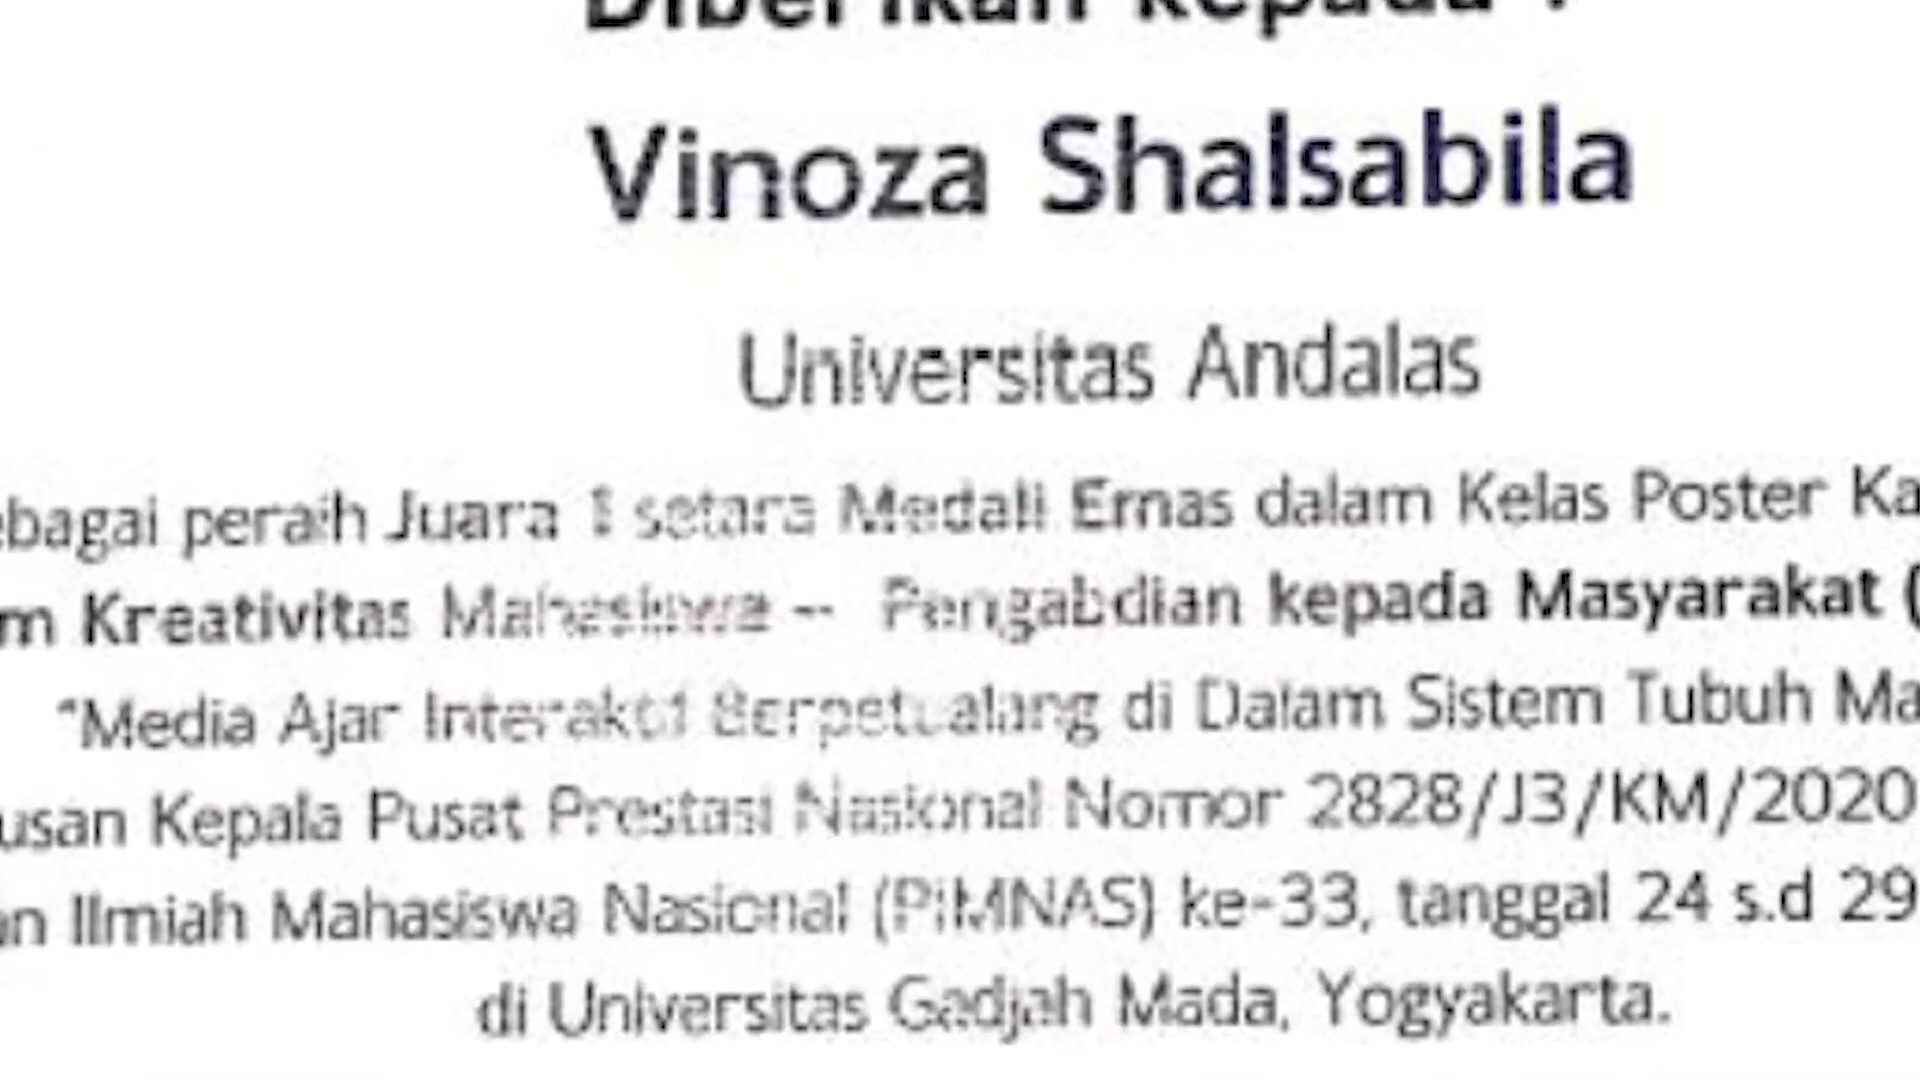 Diberikan kepada :
Vinoza Shalsabila
Universitas Andalas
ebagai peraih Juara 1 setara Medali Emas dalam Kelas Poster Ka
m Kreativitas Mahasiswa – Pengabdian kepada Masyarakat (
"Media Ajar Interaktif Berpetualang di Dalam Sistem Tubuh Ma
usan Kepala Pusat Prestasi Nasional Nomor 2828/J3/KM/2020
an Ilmiah Mahasiswa Nasional (PIMNAS) ke-33, tanggal 24 s.d 29
di Universitas Gadjah Mada, Yogyakarta.